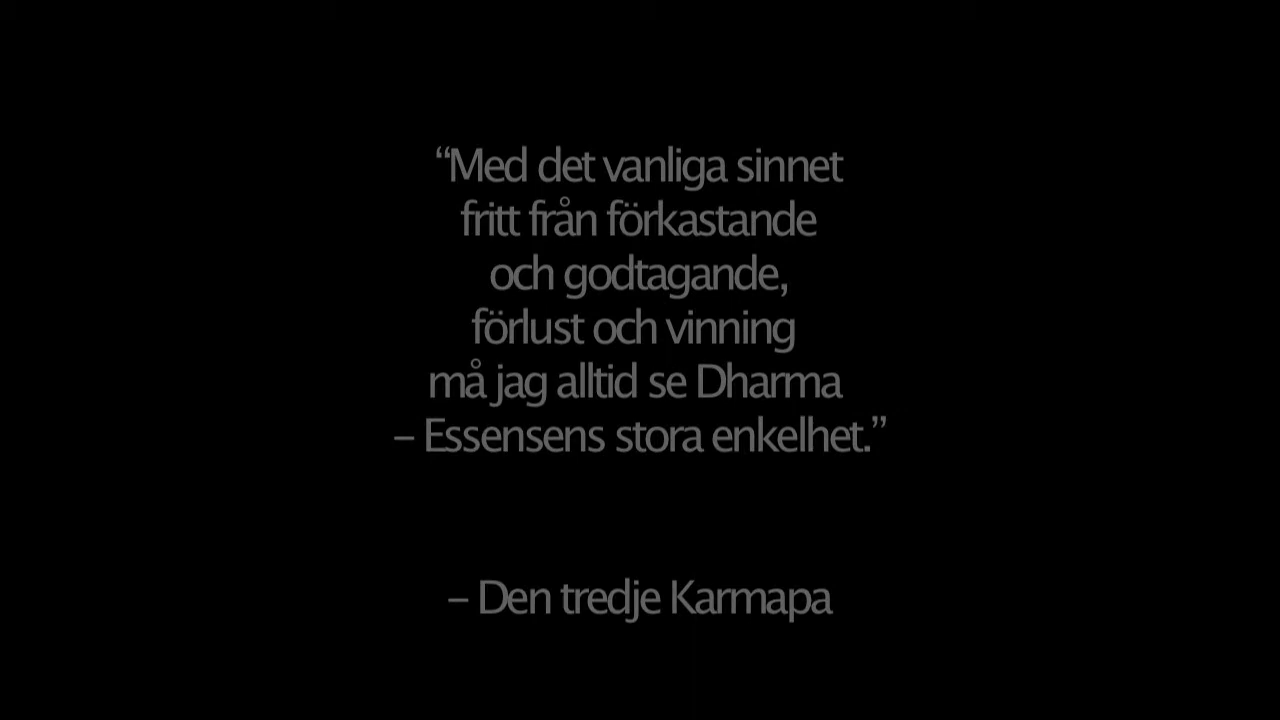 “Med det vanliga sinnet
fritt från förkastande
och godtagande,
förlust och vinning
må jag alltid se Dharma
– Essensens stora enkelhet.”
– Den tredje Karmapa